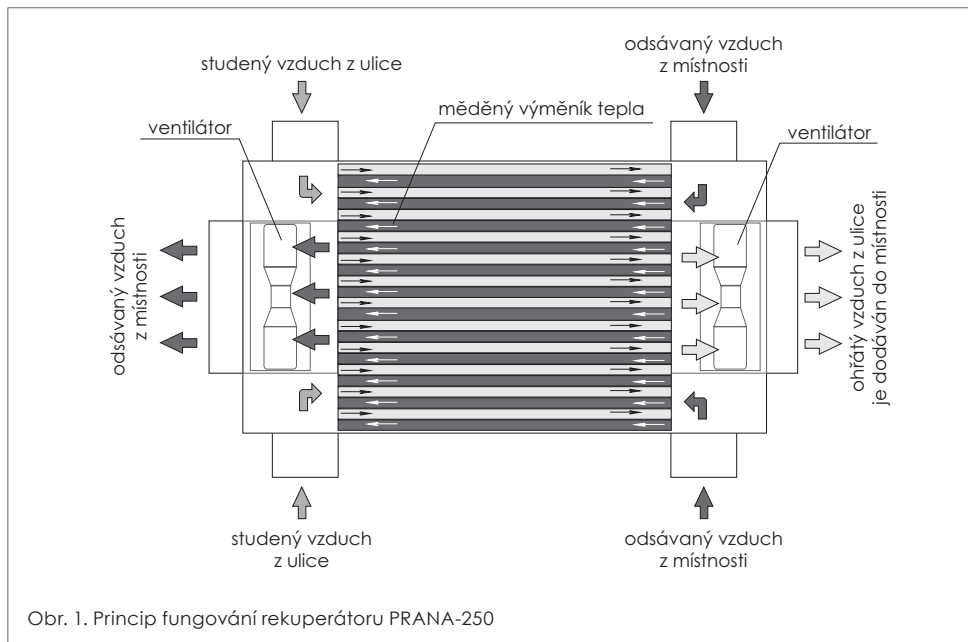 odsávaný vzduch
z místnosti
studený vzduch z ulice
měděný výměník tepla
ventilátor
ventilátor
odsávaný vzduch
z místnosti
ohřátý vzduch z ulice
je dodáván do místnosti
studený vzduch
z ulice
odsávaný vzduch
z místnosti
Obr. 1. Princip fungování rekuperátoru PRANA-250